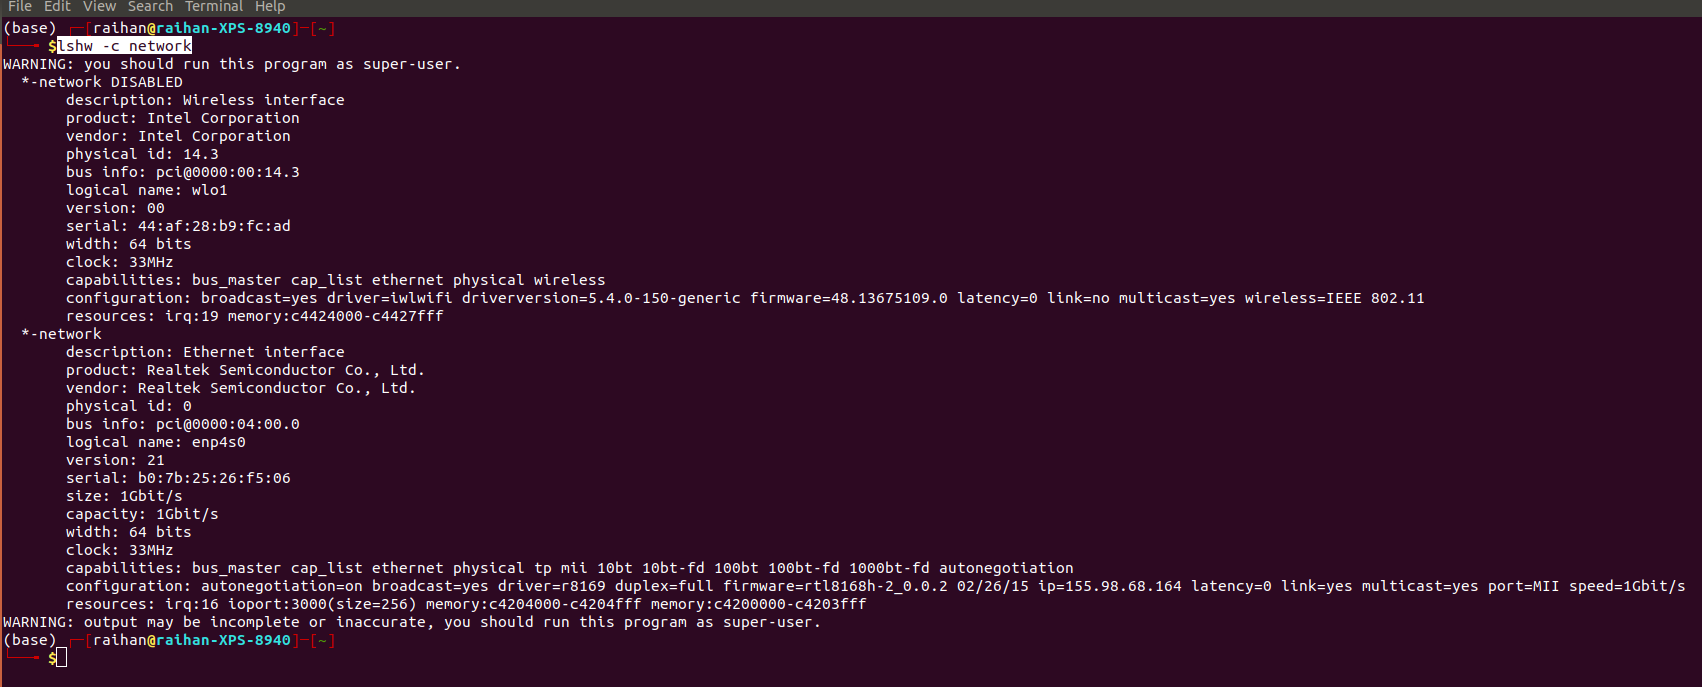 File Edit View Search Terminal Help
(base) ┌─[raihan@raihan-XPS-8940]─[~]
└──╼ $lshw -c network
WARNING: you should run this program as super-user.
*-network DISABLED
description: Wireless interface
product: Intel Corporation
vendor: Intel Corporation
physical id: 14.3
bus info: pci@0000:00:14.3
logical name: wlo1
version: 00
serial: 44:af:28:b9:fc:ad
width: 64 bits
clock: 33MHz
capabilities: bus_master cap_list ethernet physical wireless
configuration: broadcast=yes driver=iwlwifi driverversion=5.4.0-150-generic firmware=48.13675109.0 latency=0 link=no multicast=yes wireless=IEEE 802.11
resources: irq:19 memory:c4424000-c4427fff
*-network
description: Ethernet interface
product: Realtek Semiconductor Co., Ltd.
vendor: Realtek Semiconductor Co., Ltd.
physical id: 0
bus info: pci@0000:04:00.0
logical name: enp4s0
version: 21
serial: b0:7b:25:26:f5:06
size: 1Gbit/s
capacity: 1Gbit/s
width: 64 bits
clock: 33MHz
capabilities: bus_master cap_list ethernet physical tp mii 10bt 10bt-fd 100bt 100bt-fd 1000bt-fd autonegotiation
configuration: autonegotiation=on broadcast=yes driver=r8169 duplex=full firmware=rtl8168h-2_0.0.2 02/26/15 ip=155.98.68.164 latency=0 link=yes multicast=yes port=MII speed=1Gbit/s
resources: irq:16 ioport:3000(size=256) memory:c4204000-c4204fff memory:c4200000-c4203fff
WARNING: output may be incomplete or inaccurate, you should run this program as super-user.
(base) ┌─[raihan@raihan-XPS-8940]─[~]
└──╼ $